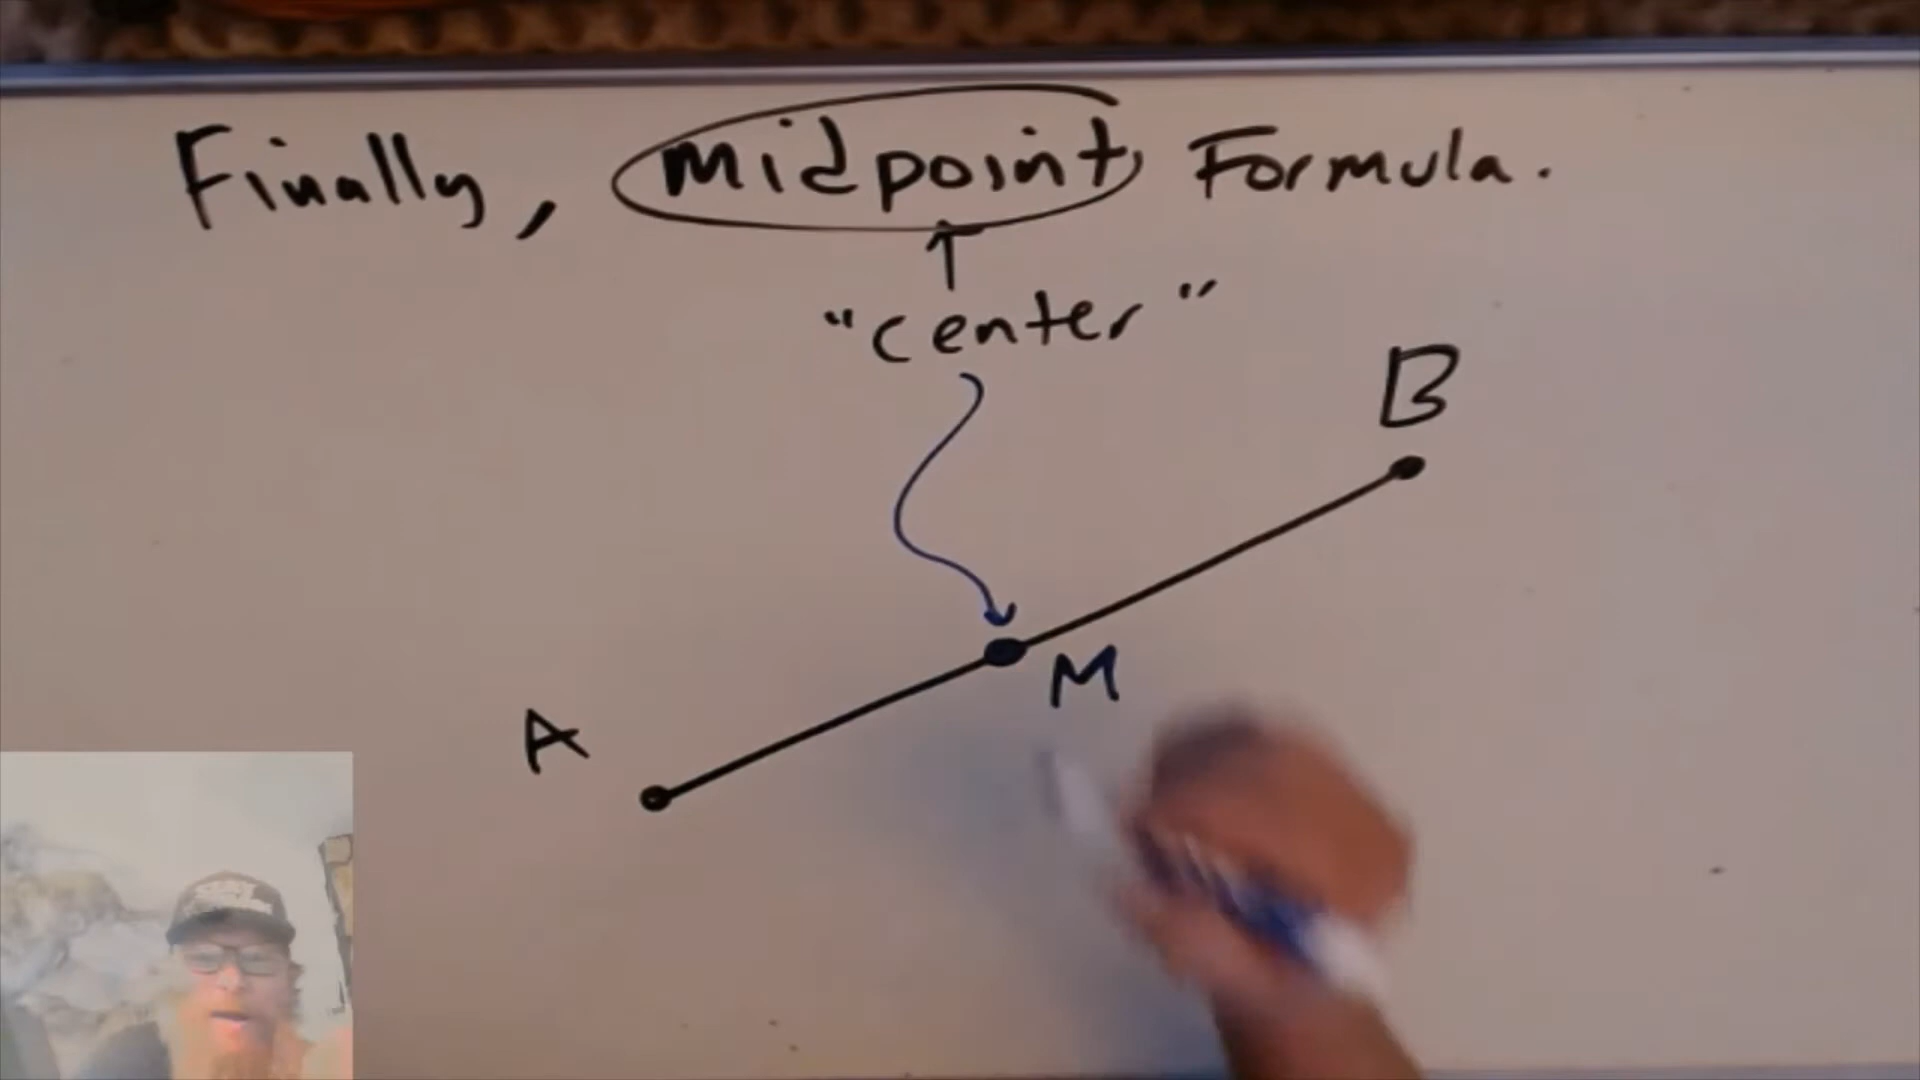 Finally, midpoint Formula.
"center"
B
M
A